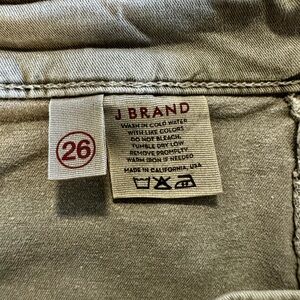 26
J BRAND
WASH IN COLD WATER
WITH LIKE COLORS
DO NOT BLEACH.
TUMBLE DRY LOW
REMOVE PROMPTLY
WARM IRON IS NEEDED
MADE IN CALIFORNIA, USA